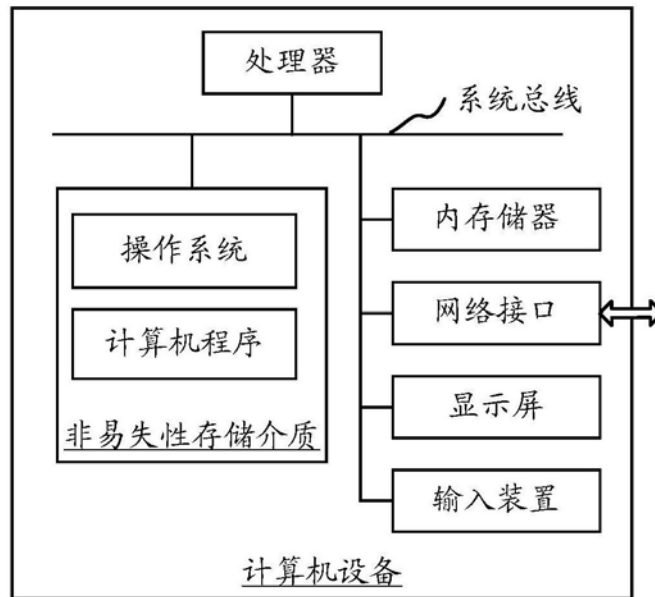 处理器
系统总线
操作系统
计算机程序
非易失性存储介质
内存储器
网络接口
显示屏
输入装置
计算机设备